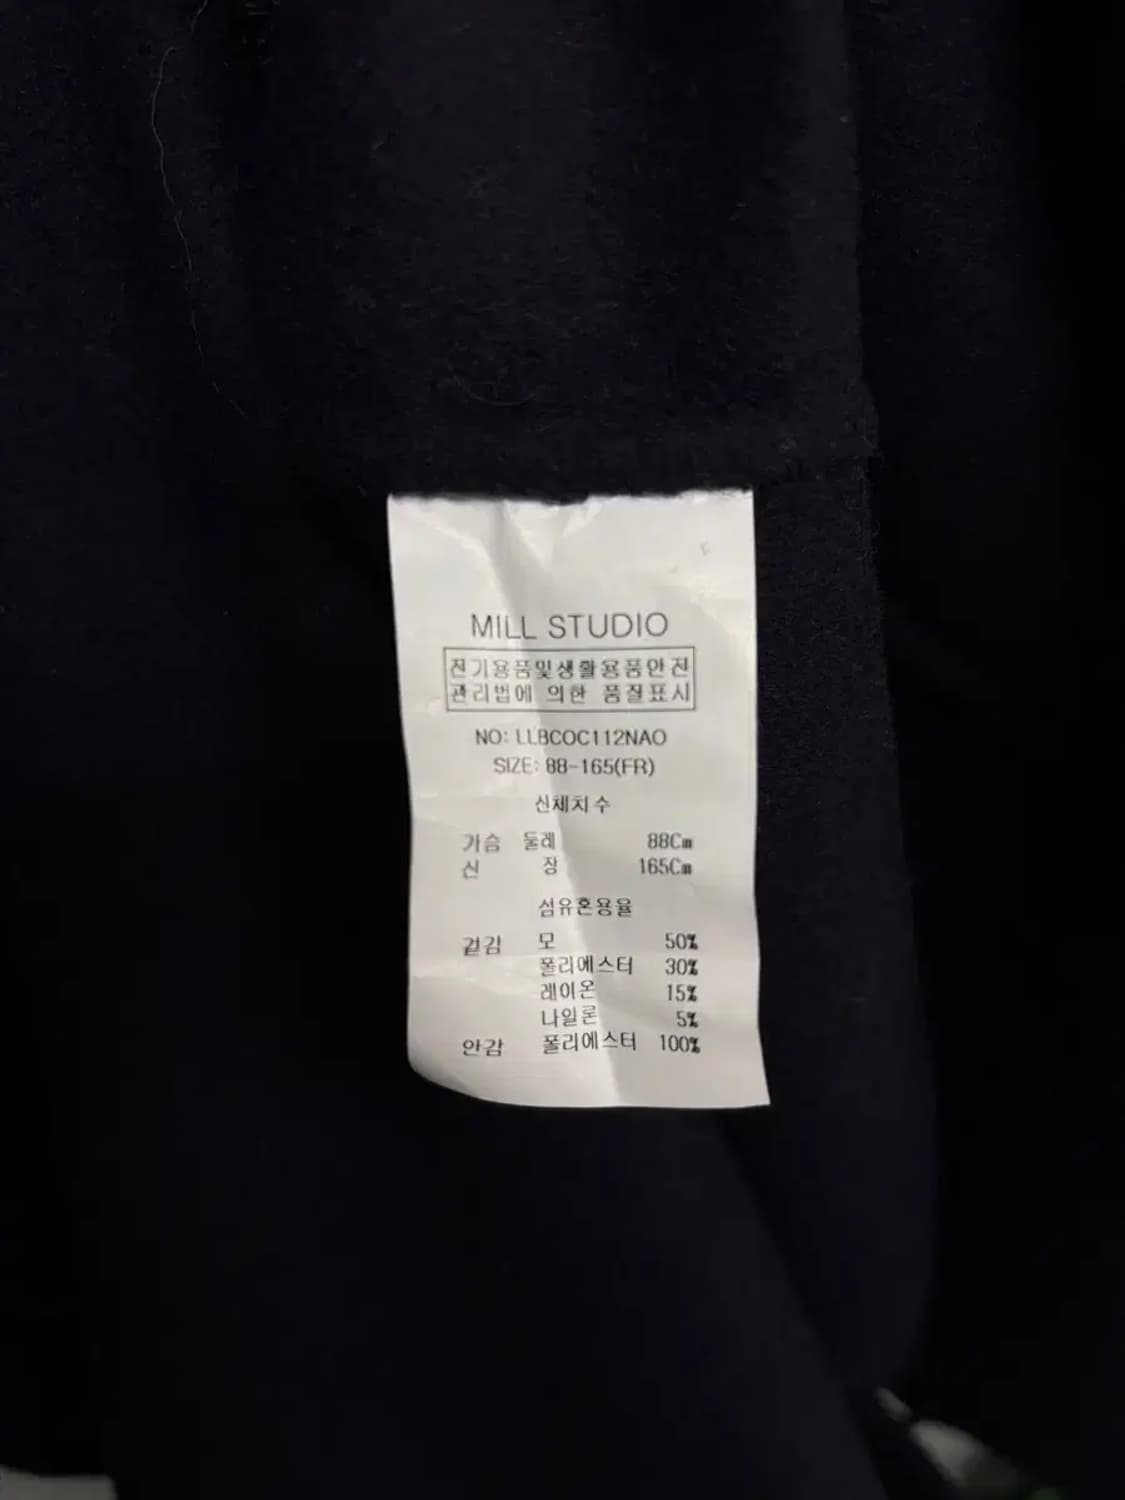 MILL STUDIO
전기용품및생활용품안전
관리법에 의한 품질표시
NO: LLBCOC112NAO
SIZE: 88-165(FR)
신체치수
가슴 둘레 88Cm
신 장 165Cm
섬유혼용율
겉감 모 50%
폴리에스터 30%
레이온 15%
나일론 5%
안감 폴리에스터 100%